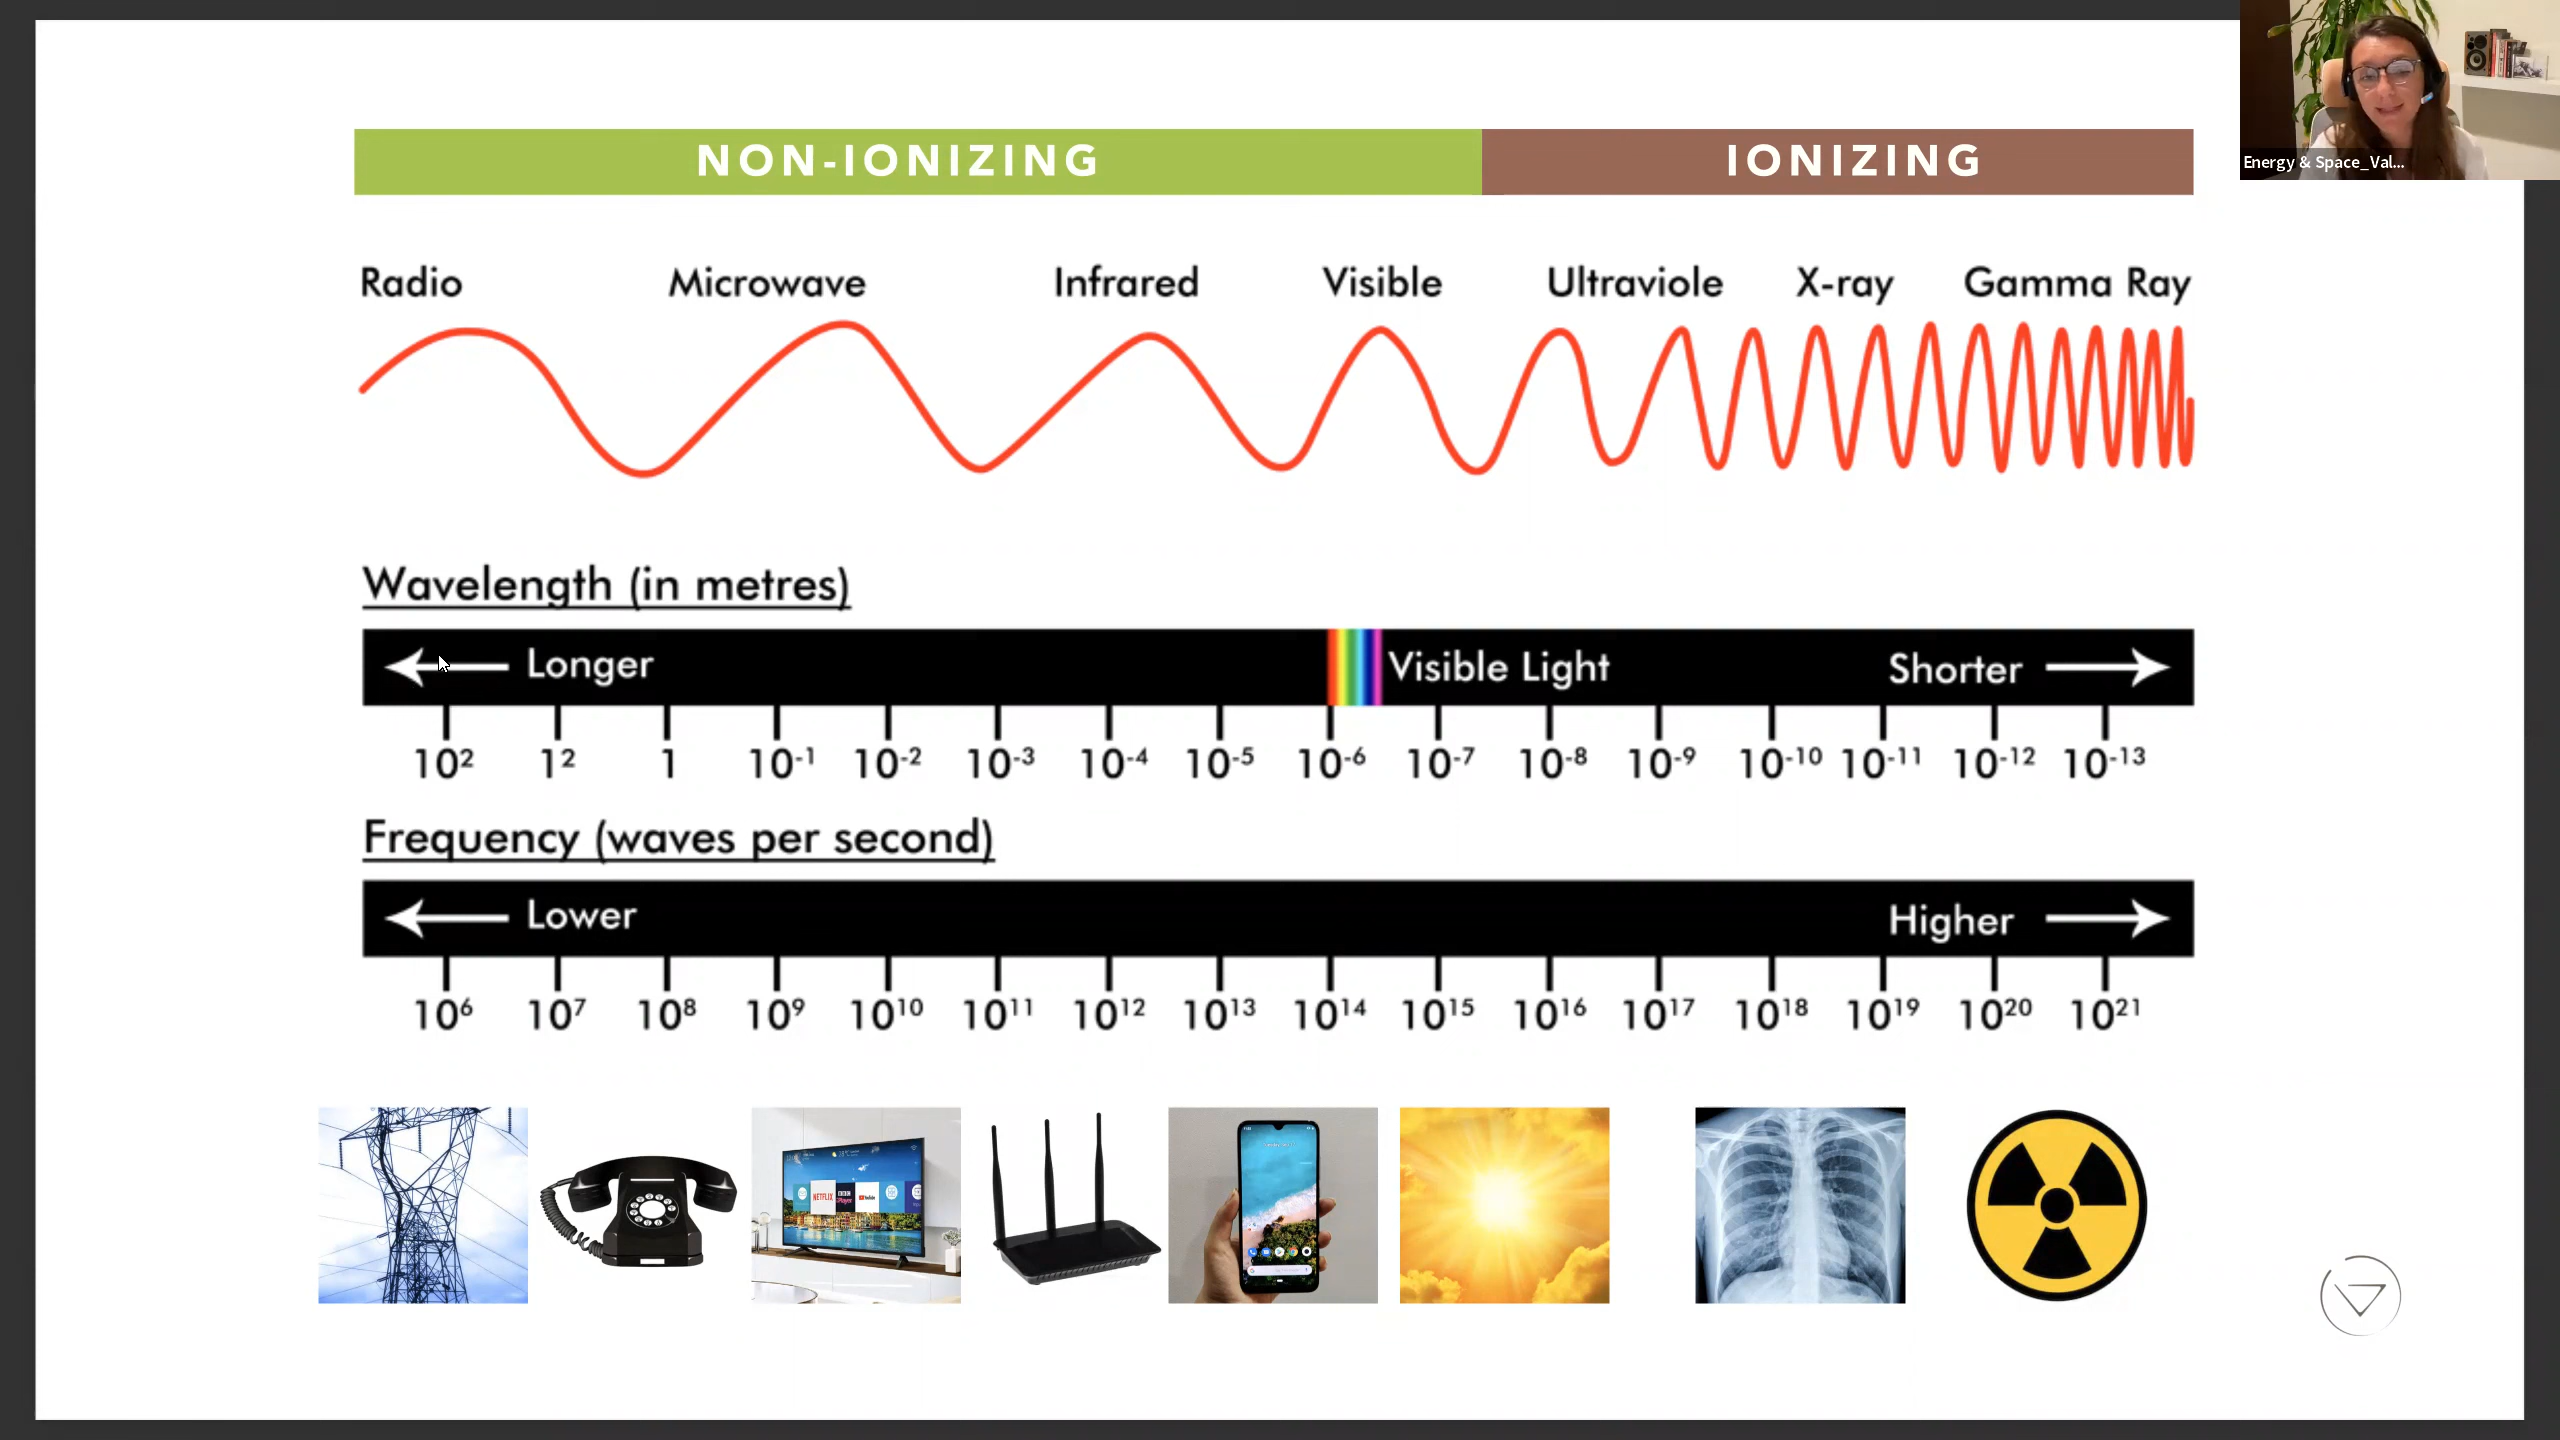 Energy & Space_Val...
NON-IONIZING IONIZING
Radio Microwave Infrared Visible Ultraviole X-ray Gamma Ray
Wavelength (in metres)
Longer Visible Light Shorter
10² 1² 1 10⁻¹ 10⁻² 10⁻³ 10⁻⁴ 10⁻⁵ 10⁻⁶ 10⁻⁷ 10⁻⁸ 10⁻⁹ 10⁻¹⁰ 10⁻¹¹ 10⁻¹² 10⁻¹³
Frequency (waves per second)
Lower Higher
10⁶ 10⁷ 10⁸ 10⁹ 10¹⁰ 10¹¹ 10¹² 10¹³ 10¹⁴ 10¹⁵ 10¹⁶ 10¹⁷ 10¹⁸ 10¹⁹ 10²⁰ 10²¹
NETFLIX